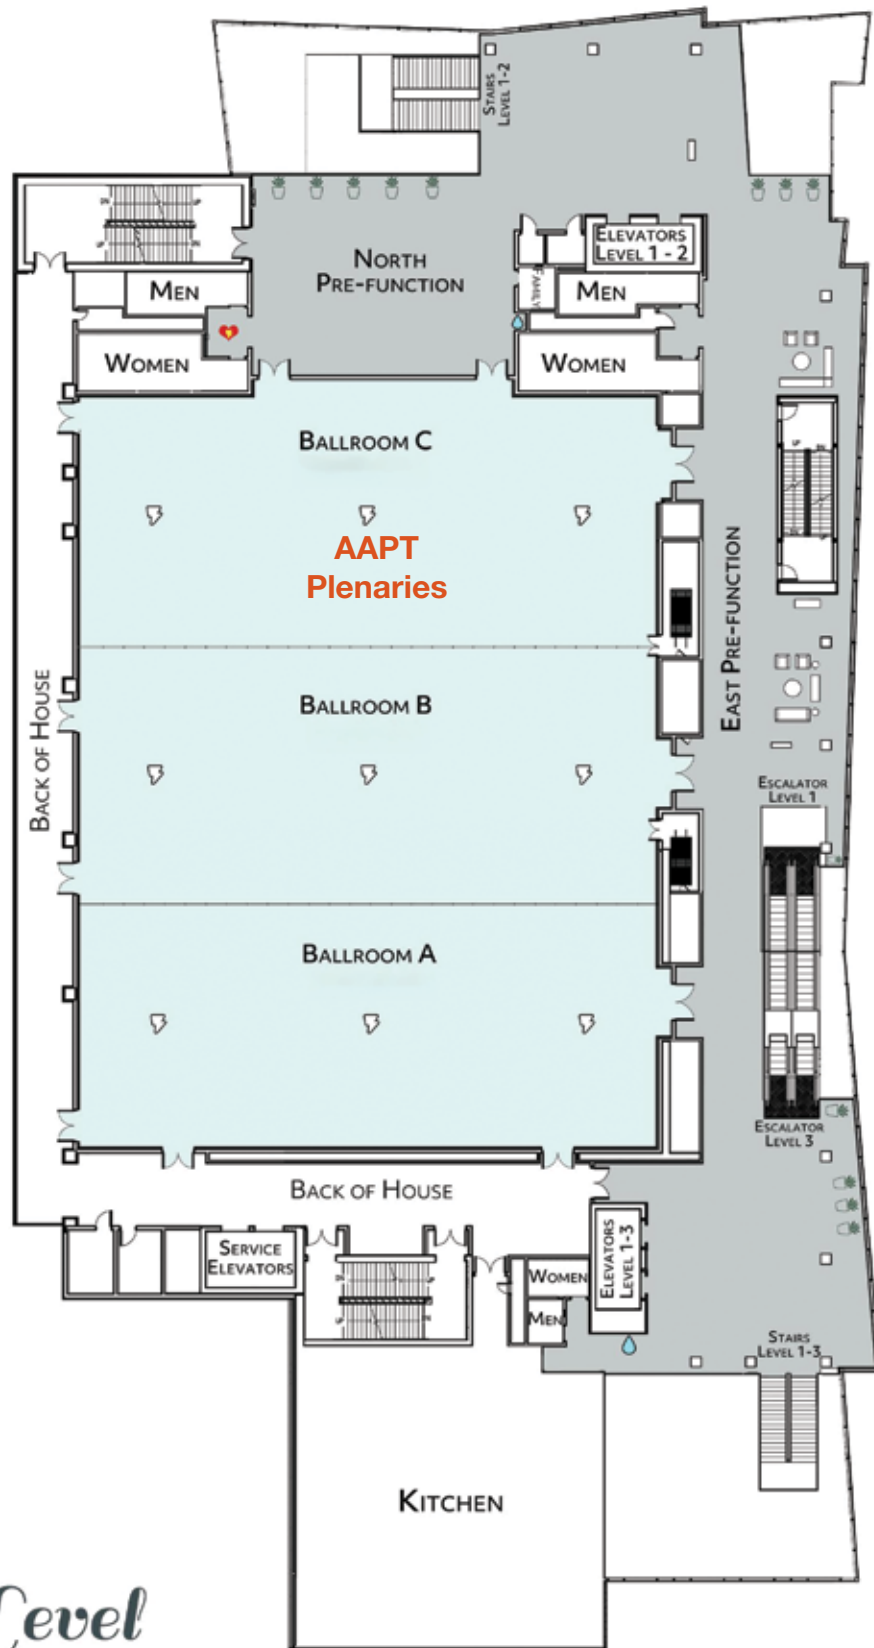 STAIRS
LEVEL 1-2
NORTH
PRE-FUNCTION
ELEVATORS
LEVEL 1 - 2
MEN
FAMILY
MEN
WOMEN
WOMEN
BALLROOM C
AAPT
Plenaries
EAST PRE-FUNCTION
BACK OF HOUSE
BALLROOM B
ESCALATOR
LEVEL 1
BALLROOM A
ESCALATOR
LEVEL 3
BACK OF HOUSE
SERVICE
ELEVATORS
ELEVATORS
LEVEL 1-3
WOMEN
MEN
STAIRS
LEVEL 1-3
KITCHEN
Level